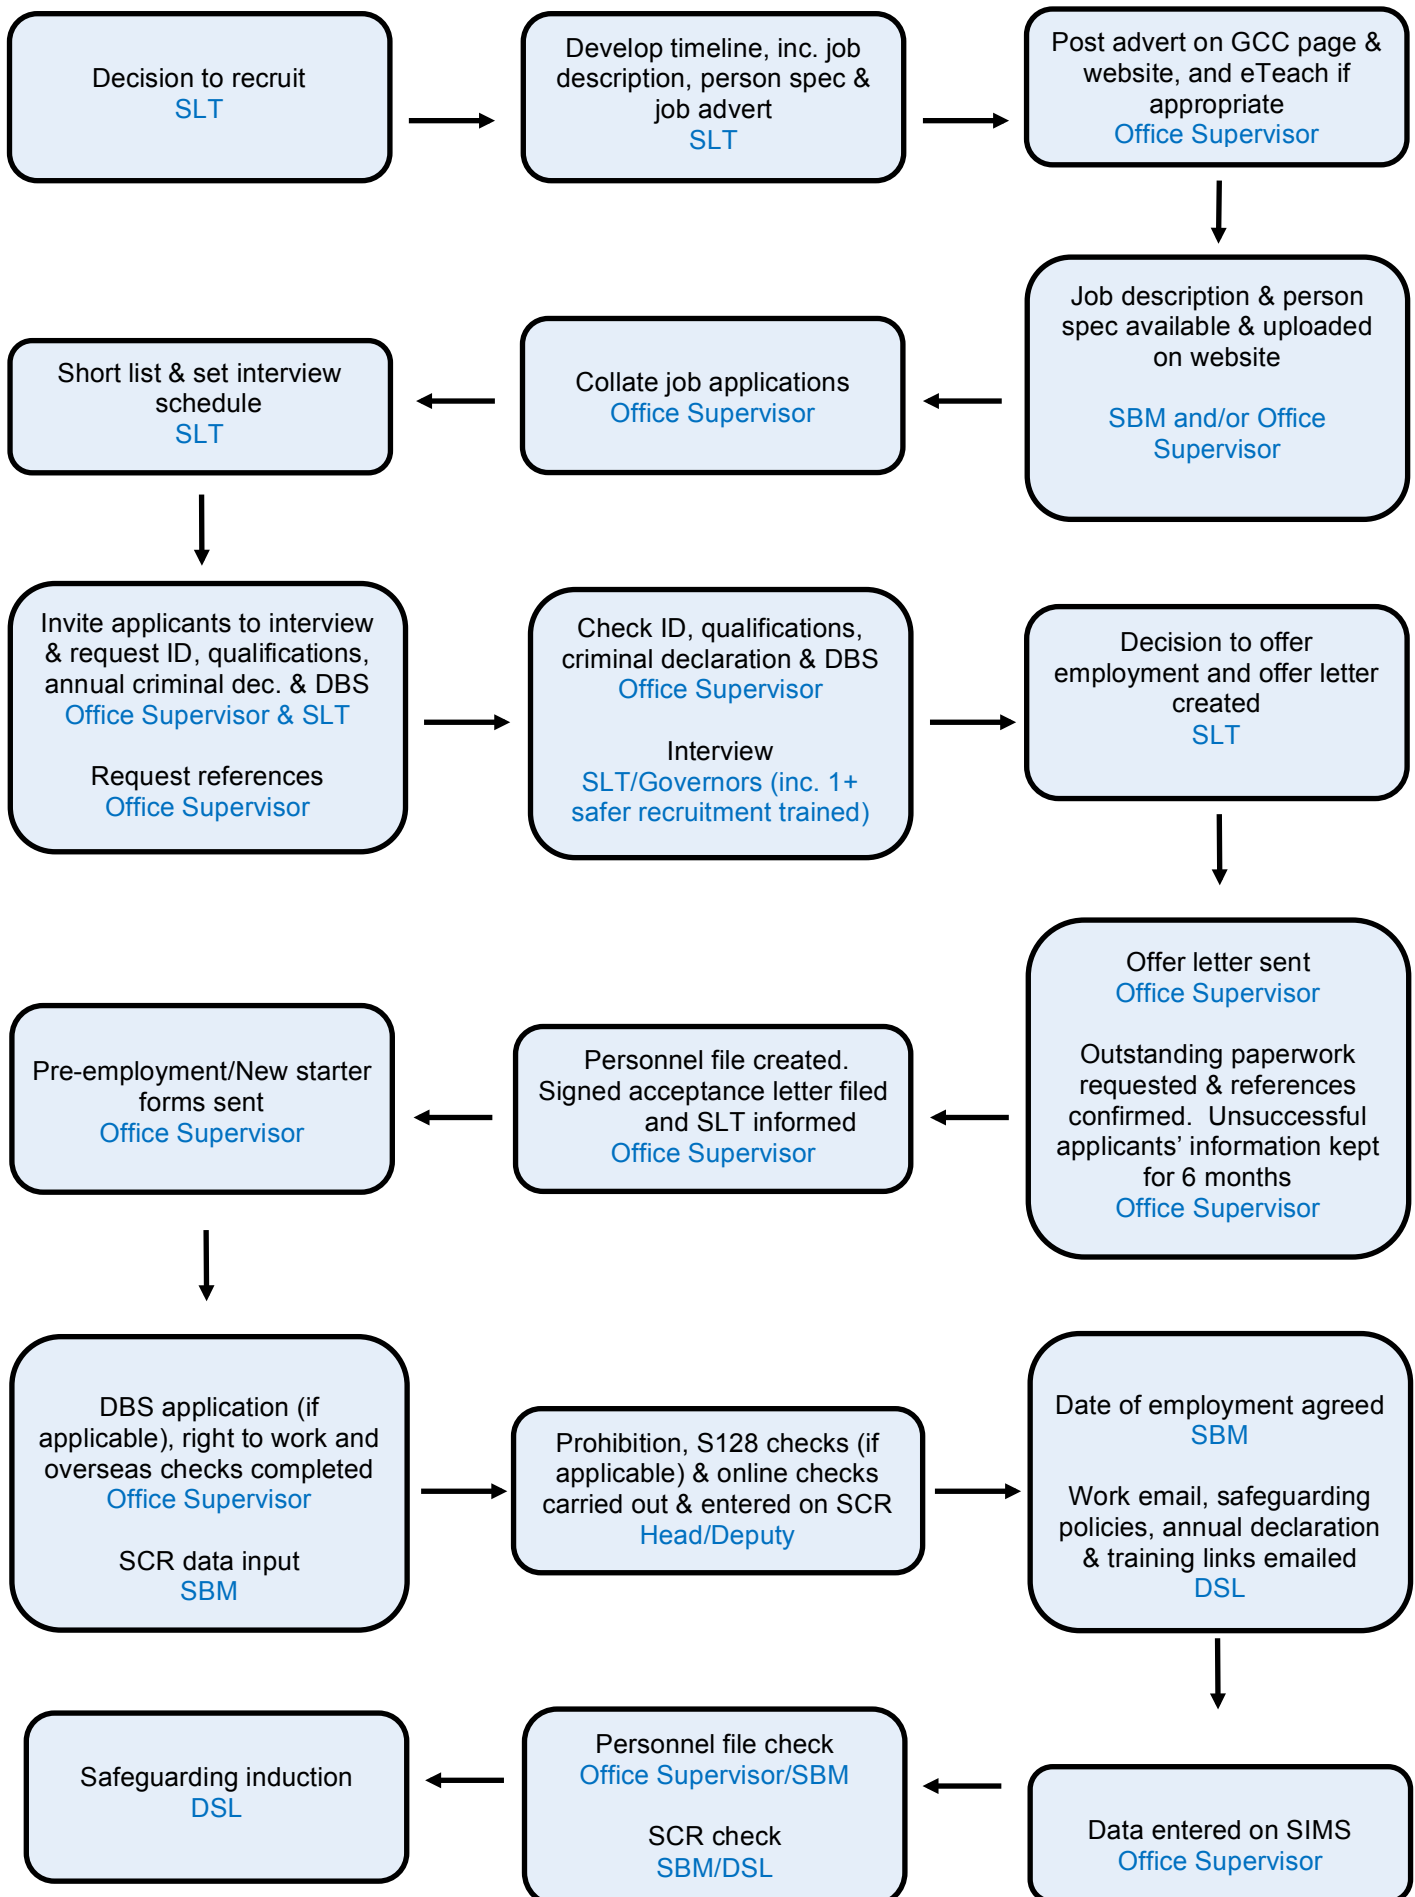 Decision to recruit
SLT
Develop timeline, inc. job
description, person spec &
job advert
SLT
Post advert on GCC page &
website, and eTeach if
appropriate
Office Supervisor
Job description & person
spec available & uploaded
on website
SBM and/or Office
Supervisor
Collate job applications
Office Supervisor
Short list & set interview
schedule
SLT
Invite applicants to interview
& request ID, qualifications,
annual criminal dec. & DBS
Office Supervisor & SLT
Request references
Office Supervisor
Check ID, qualifications,
criminal declaration & DBS
Office Supervisor
Interview
SLT/Governors (inc. 1+
safer recruitment trained)
Decision to offer
employment and offer letter
created
SLT
Offer letter sent
Office Supervisor
Outstanding paperwork
requested & references
confirmed.  Unsuccessful
applicants’ information kept
for 6 months
Office Supervisor
Personnel file created.
Signed acceptance letter filed
and SLT informed
Office Supervisor
Pre-employment/New starter
forms sent
Office Supervisor
DBS application (if
applicable), right to work and
overseas checks completed
Office Supervisor
SCR data input
SBM
Prohibition, S128 checks (if
applicable) & online checks
carried out & entered on SCR
Head/Deputy
Date of employment agreed
SBM
Work email, safeguarding
policies, annual declaration
& training links emailed
DSL
Data entered on SIMS
Office Supervisor
Personnel file check
Office Supervisor/SBM
SCR check
SBM/DSL
Safeguarding induction
DSL